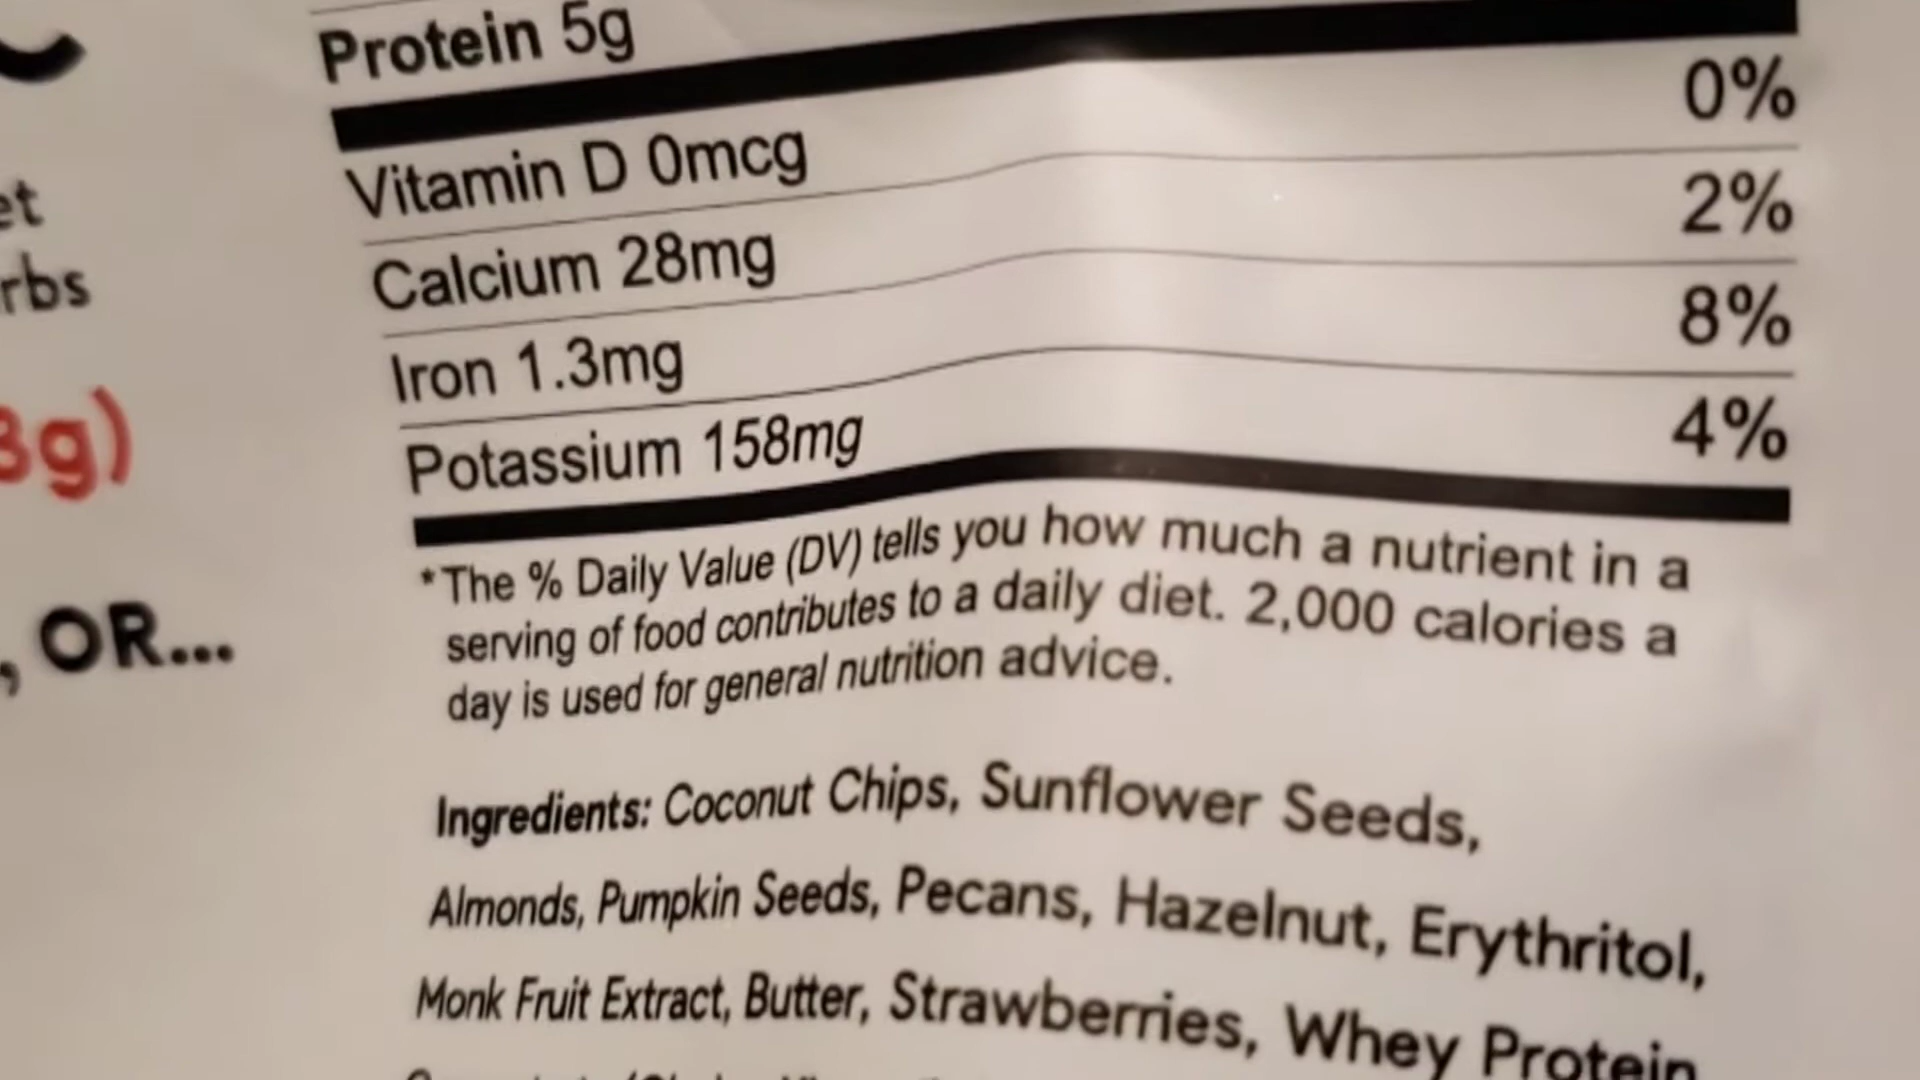 Protein 5g
0%
Vitamin D 0mcg
2%
Calcium 28mg
8%
Iron 1.3mg
4%
Potassium 158mg
*The % Daily Value (DV) tells you how much a nutrient in a
serving of food contributes to a daily diet. 2,000 calories a
day is used for general nutrition advice.
Ingredients: Coconut Chips, Sunflower Seeds,
Almonds, Pumpkin Seeds, Pecans, Hazelnut, Erythritol,
Monk Fruit Extract, Butter, Strawberries, Whey Protein
et
rbs
3g)
, OR...